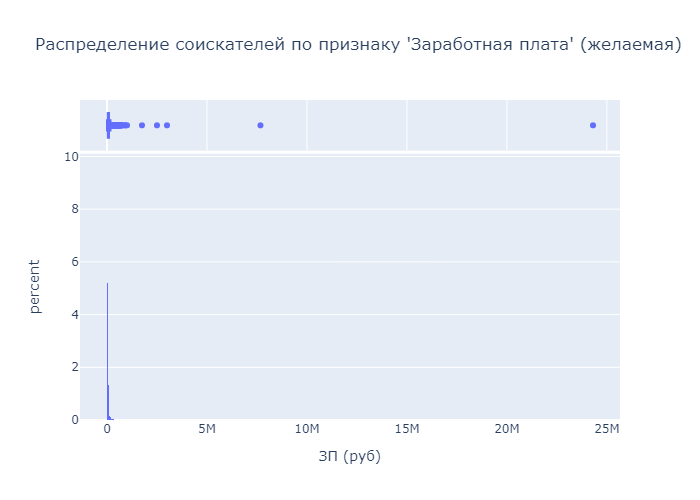 Распределение соискателей по признаку 'Заработная плата' (желаемая)
10
8
6
4
2
0
percent
0 5M 10M 15M 20M 25M
ЗП (руб)